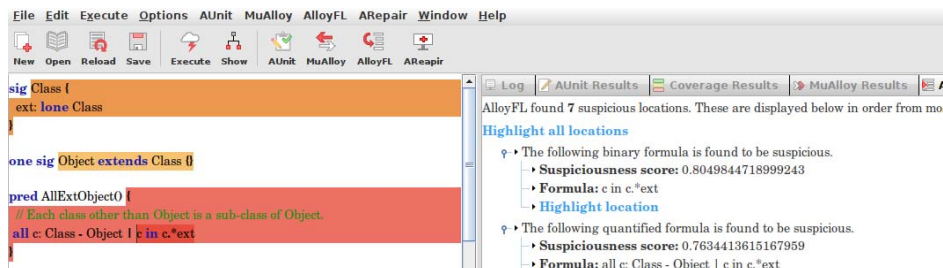 File Edit Execute Options AUnit MuAlloy AlloyFL ARepair Window Help
New Open Reload Save Execute Show AUnit MuAlloy AlloyFL AReapir
sig Class {
ext: lone Class
}
one sig Object extends Class {}
pred AllExtObject() {
// Each class other than Object is a sub-class of Object.
all c: Class - Object | c in c.*ext
}
Log AUnit Results Coverage Results MuAlloy Results A
AlloyFL found 7 suspicious locations. These are displayed below in order from mo
Highlight all locations
The following binary formula is found to be suspicious.
Suspiciousness score: 0.8049844718999243
Formula: c in c.*ext
Highlight location
The following quantified formula is found to be suspicious.
Suspiciousness score: 0.7634413615167959
Formula: all c: Class - Object | c in c.*ext